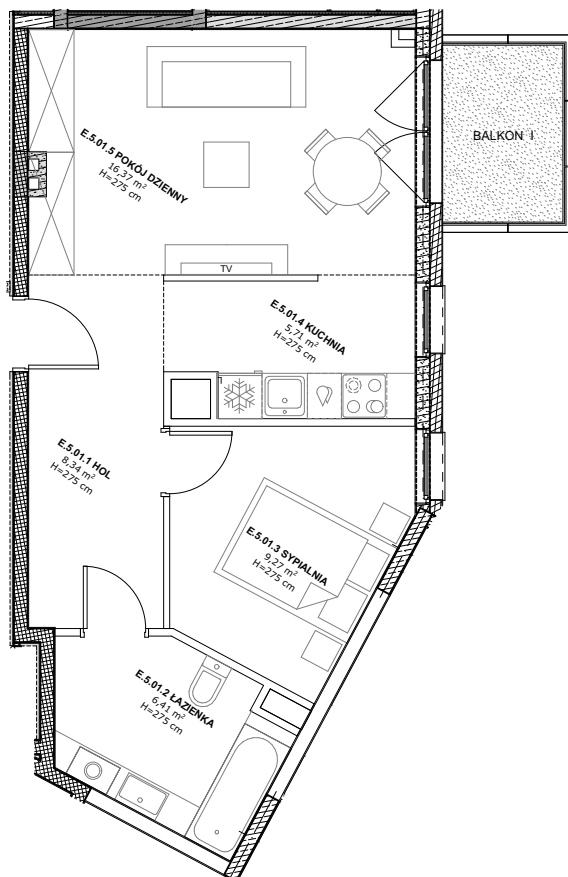 E.5.01.5 POKÓJ DZIENNY
16,37 m²
H=275 cm
BALKON I
TV
E.5.01.4 KUCHNIA
5,71 m²
H=275 cm
E.5.01.1 HOL
8,34 m²
H=275 cm
E.5.01.3 SYPIALNIA
9,27 m²
H=275 cm
E.5.01.2 ŁAZIENKA
6,41 m²
H=275 cm